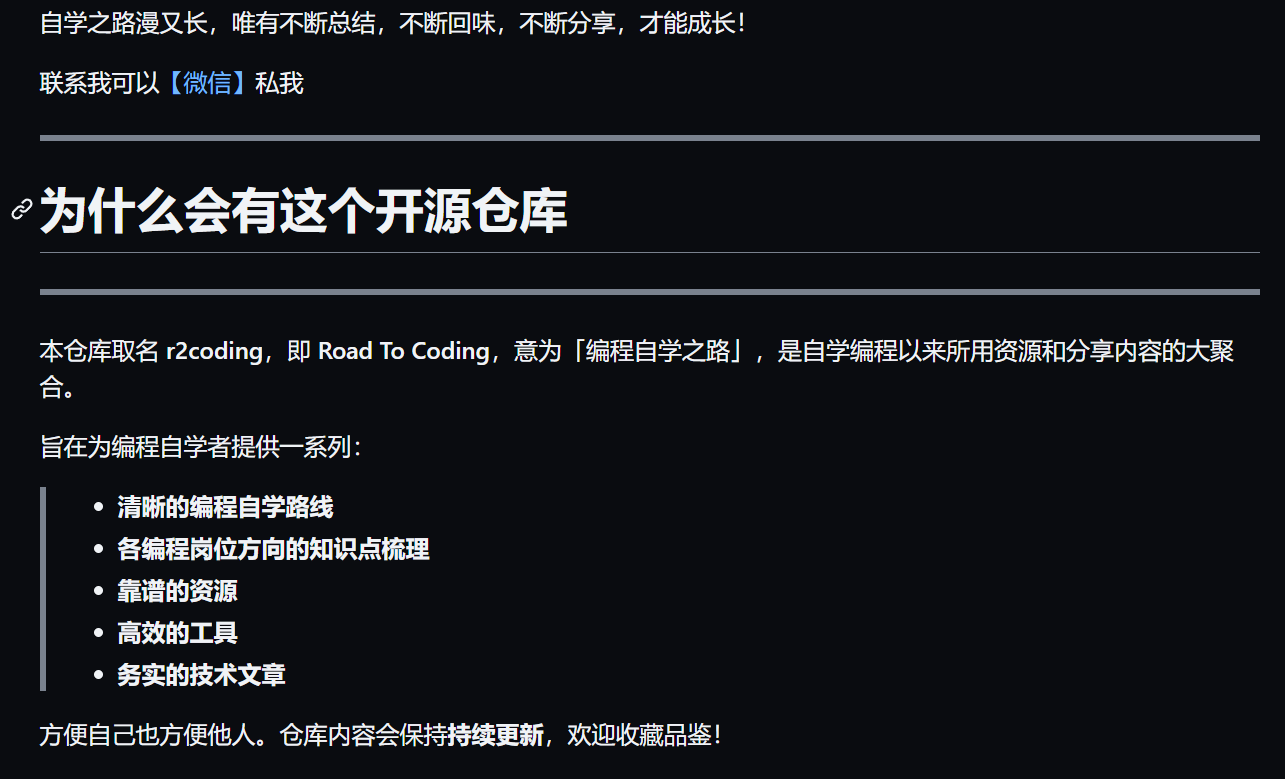 自学之路漫又长，唯有不断总结，不断回味，不断分享，才能成长！
联系我可以【微信】私我
为什么会有这个开源仓库
本仓库取名 r2coding，即 Road To Coding，意为「编程自学之路」，是自学编程以来所用资源和分享内容的大聚
合。
旨在为编程自学者提供一系列：
• 清晰的编程自学路线
• 各编程岗位方向的知识点梳理
• 靠谱的资源
• 高效的工具
• 务实的技术文章
方便自己也方便他人。仓库内容会保持持续更新，欢迎收藏品鉴！